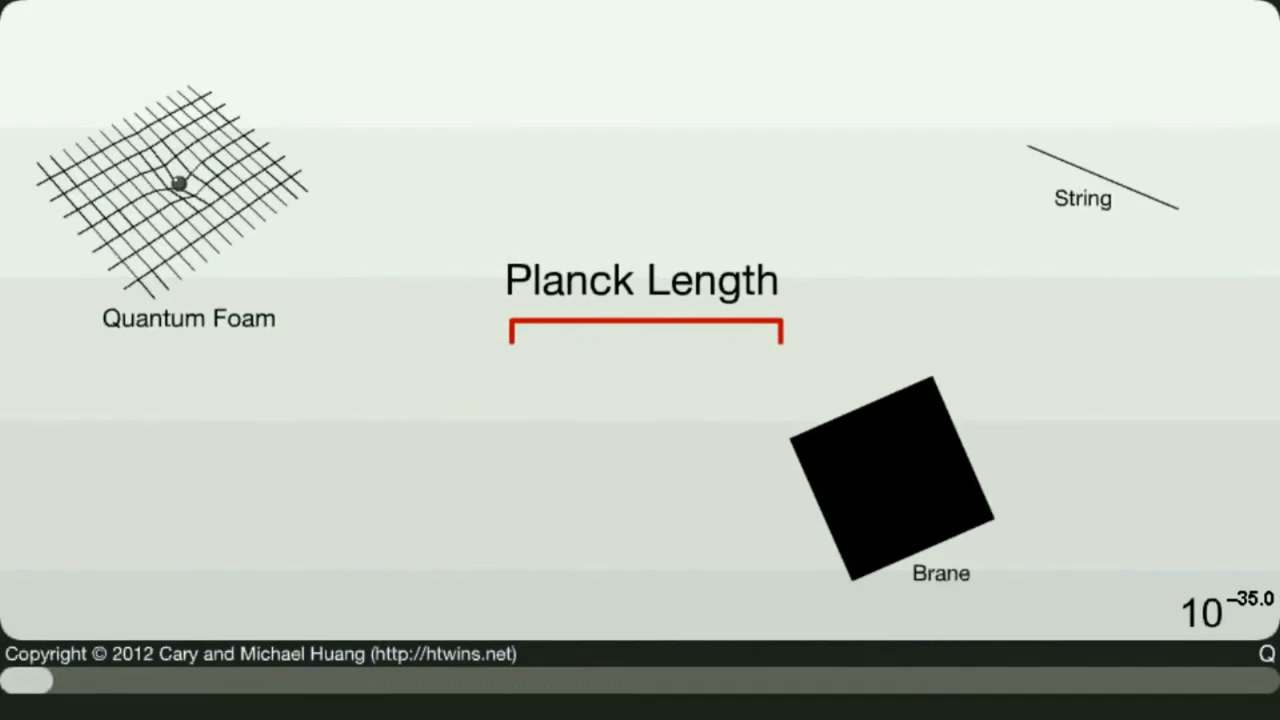 String
Planck Length
Quantum Foam
Brane
10^–35.0
Copyright © 2012 Cary and Michael Huang (http://htwins.net)
Q